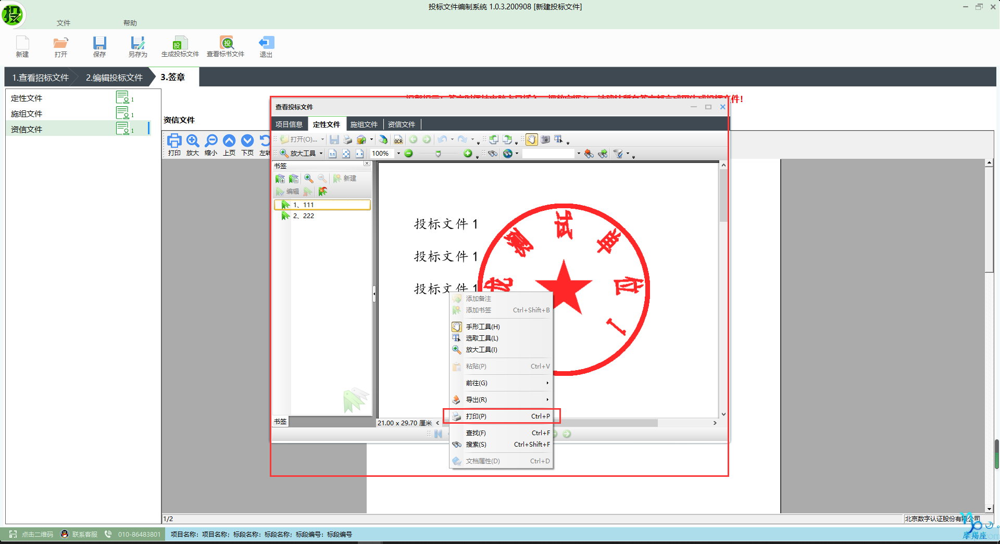 投标文件编制系统 1.0.3.200908 [新建投标文件]
文件 帮助
新建 打开 保存 另存为 生成投标文件 查看标书文件 退出
1.查看招标文件 2.编辑投标文件 3.签章
定性文件 1
施组文件 1
资信文件 1
件!
资信文件
打印 放大 缩小 上页 下页 左转
查看投标文件
项目信息 定性文件 施组文件 资信文件
打开(O)... OCR
放大工具 1:1 100%
书签
新建
编辑
1、111
2、222
书签
投标文件 1
投标文件 1
投标文件 1
测试单位
1
添加备注
添加书签 Ctrl+Shift+B
手形工具(H)
选取工具(L)
放大工具(I)
粘贴(P) Ctrl+V
前往(G)
导出(R)
打印(P) Ctrl+P
查找(F) Ctrl+F
搜索(S) Ctrl+Shift+F
文档属性(D) Ctrl+D
21.00 x 29.70 厘米
1/2
北京数字认证股份有限公司
点击二维码 联系客服 010-86483801 项目名称：项目名称；标段名称：标段名称；标段编号：标段编号
摩羯座